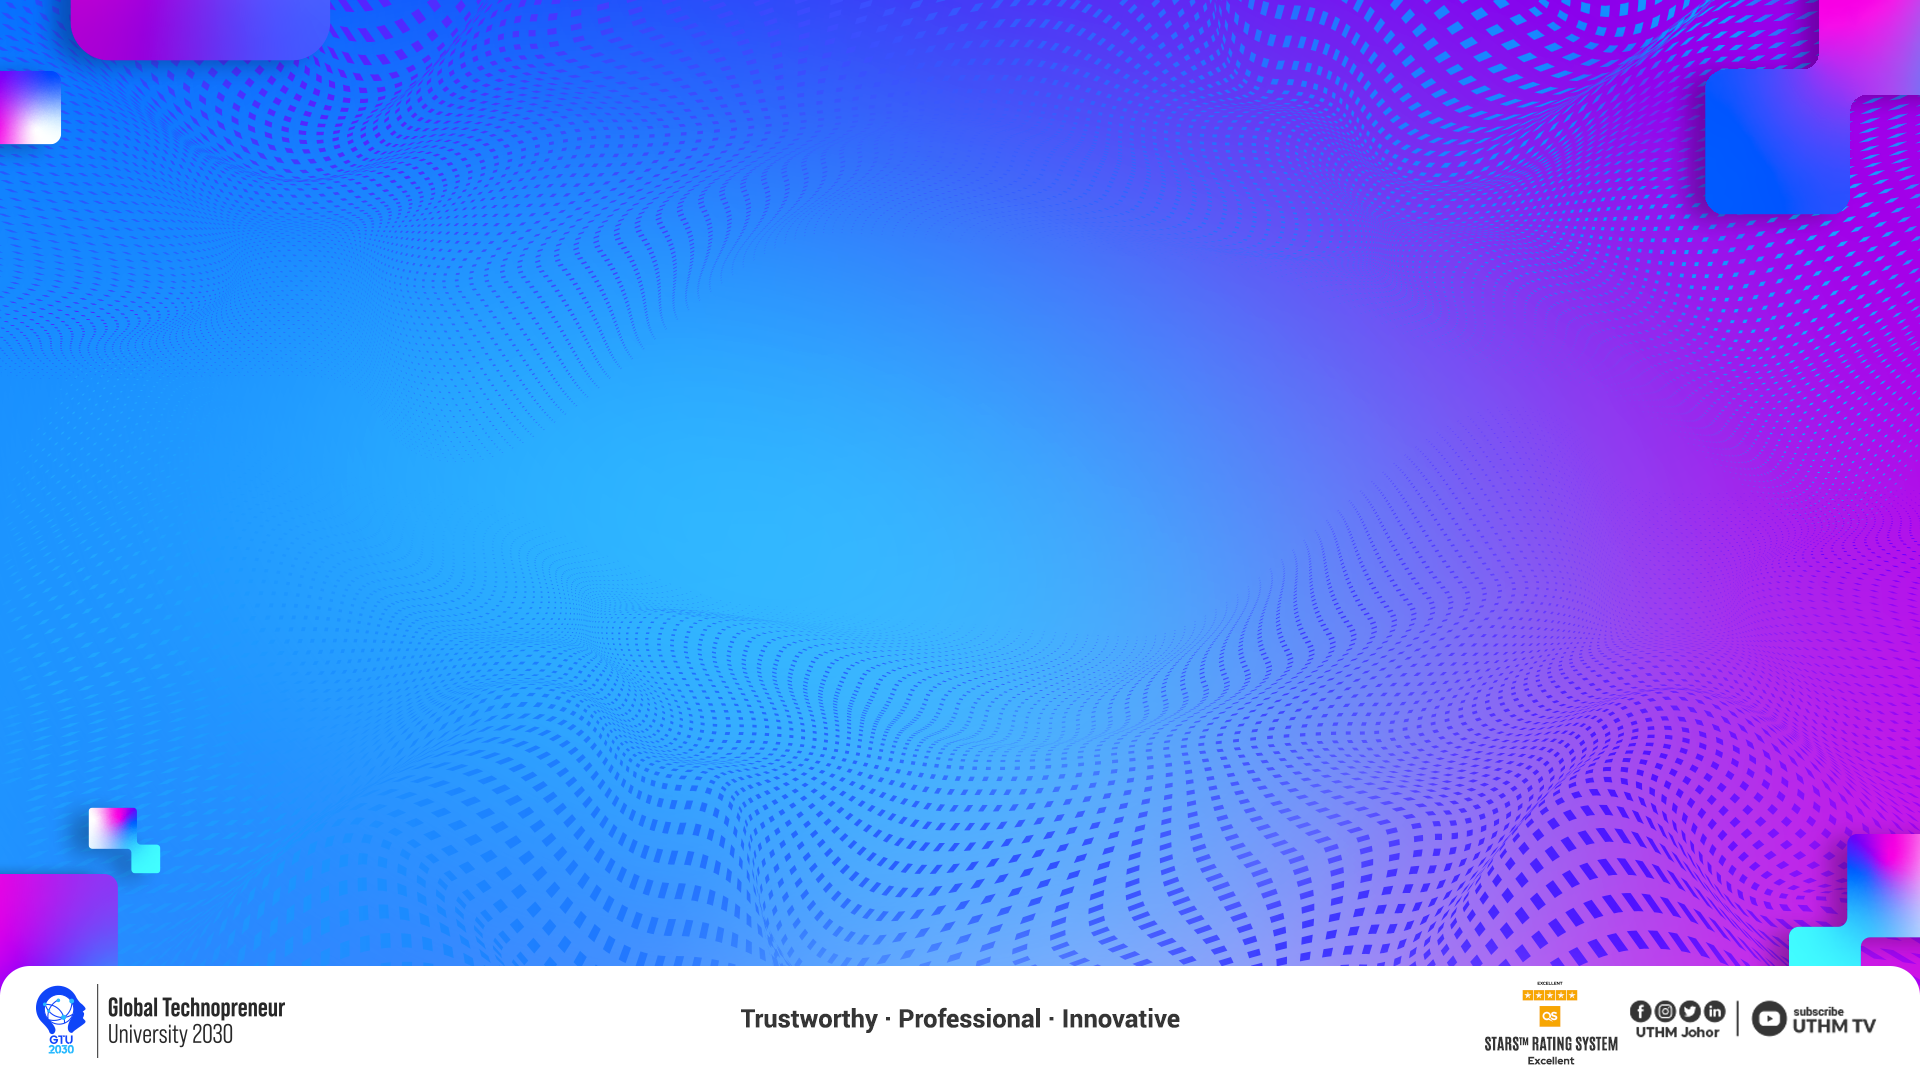 Global Technopreneur
University 2030
GTU
2030
Trustworthy · Professional · Innovative
EXCELLENT
QS
STARS™ RATING SYSTEM
Excellent
UTHM Johor
subscribe
UTHM TV